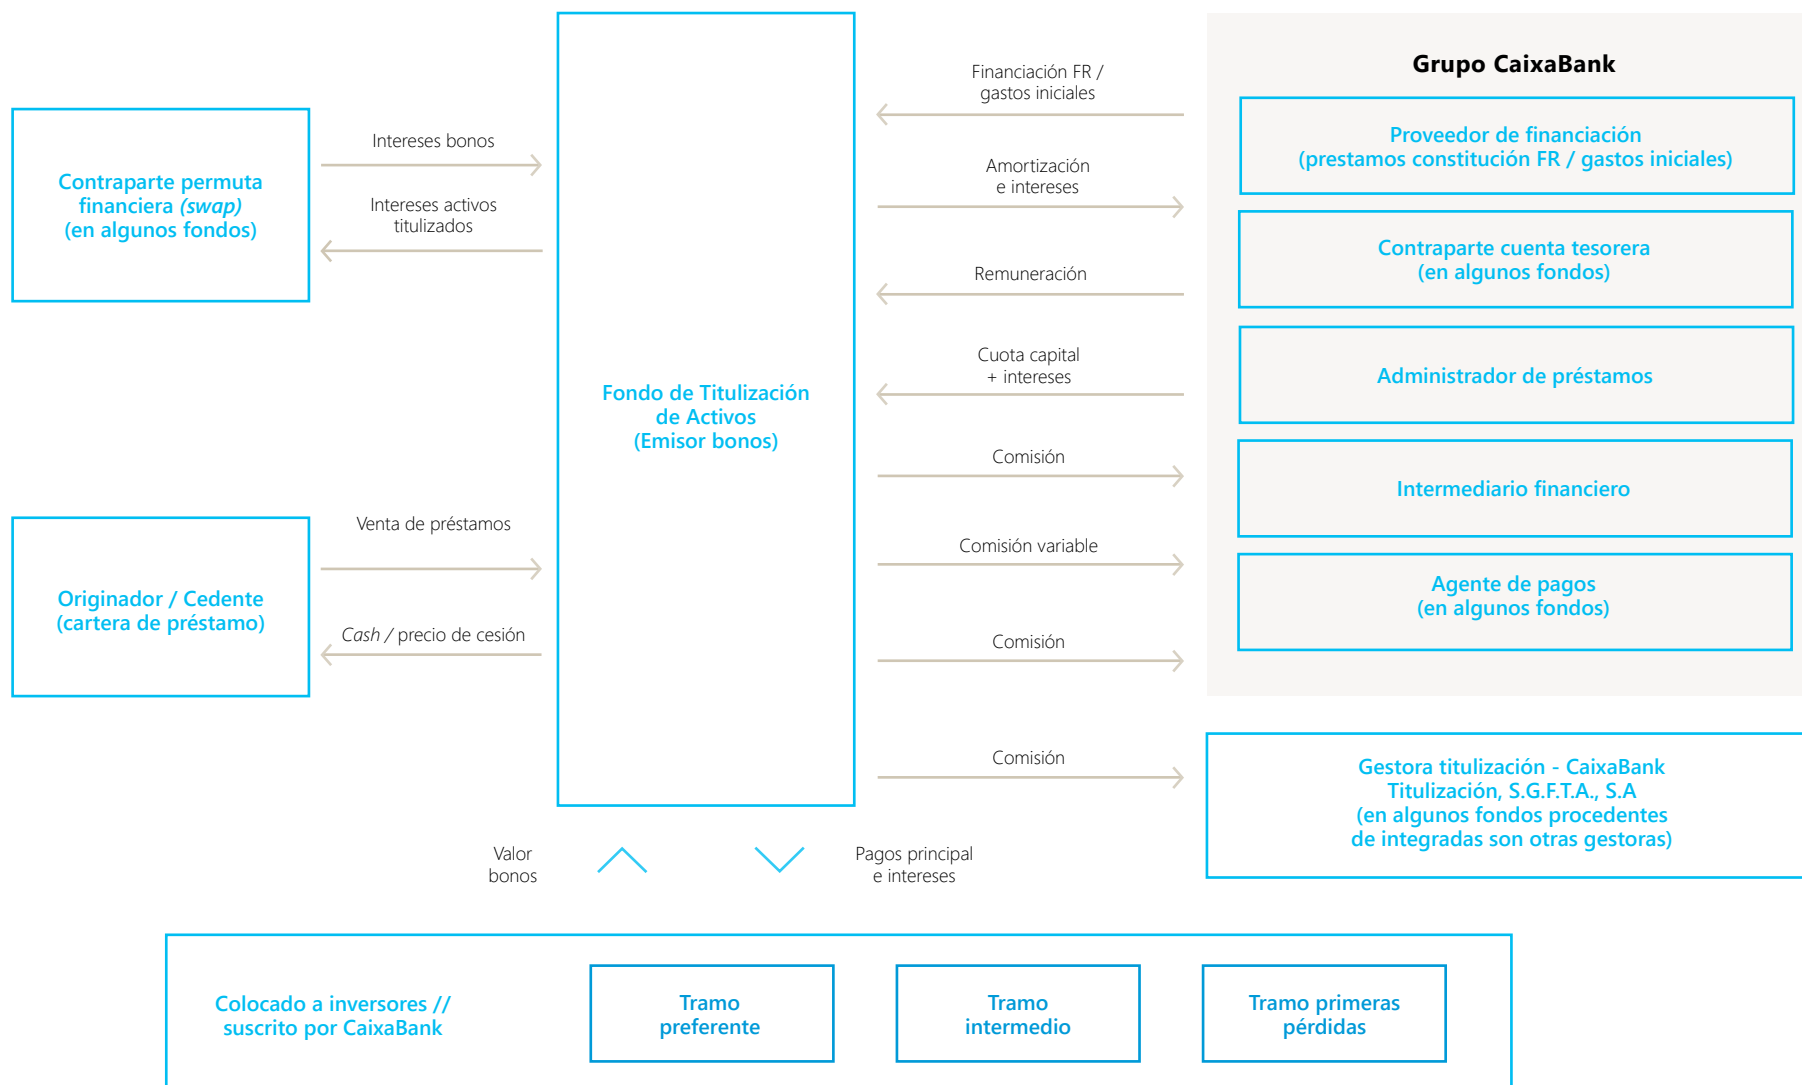 Contraparte permuta
financiera (swap)
(en algunos fondos)
Originador / Cedente
(cartera de préstamo)
Intereses bonos
Intereses activos
titulizados
Venta de préstamos
Cash / precio de cesión
Fondo de Titulización
de Activos
(Emisor bonos)
Financiación FR /
gastos iniciales
Amortización
e intereses
Remuneración
Cuota capital
+ intereses
Comisión
Comisión variable
Comisión
Comisión
Grupo CaixaBank
Proveedor de financiación
(prestamos constitución FR / gastos iniciales)
Contraparte cuenta tesorera
(en algunos fondos)
Administrador de préstamos
Intermediario financiero
Agente de pagos
(en algunos fondos)
Gestora titulización - CaixaBank
Titulización, S.G.F.T.A., S.A
(en algunos fondos procedentes
de integradas son otras gestoras)
Valor
bonos
Pagos principal
e intereses
Colocado a inversores //
suscrito por CaixaBank
Tramo
preferente
Tramo
intermedio
Tramo primeras
pérdidas